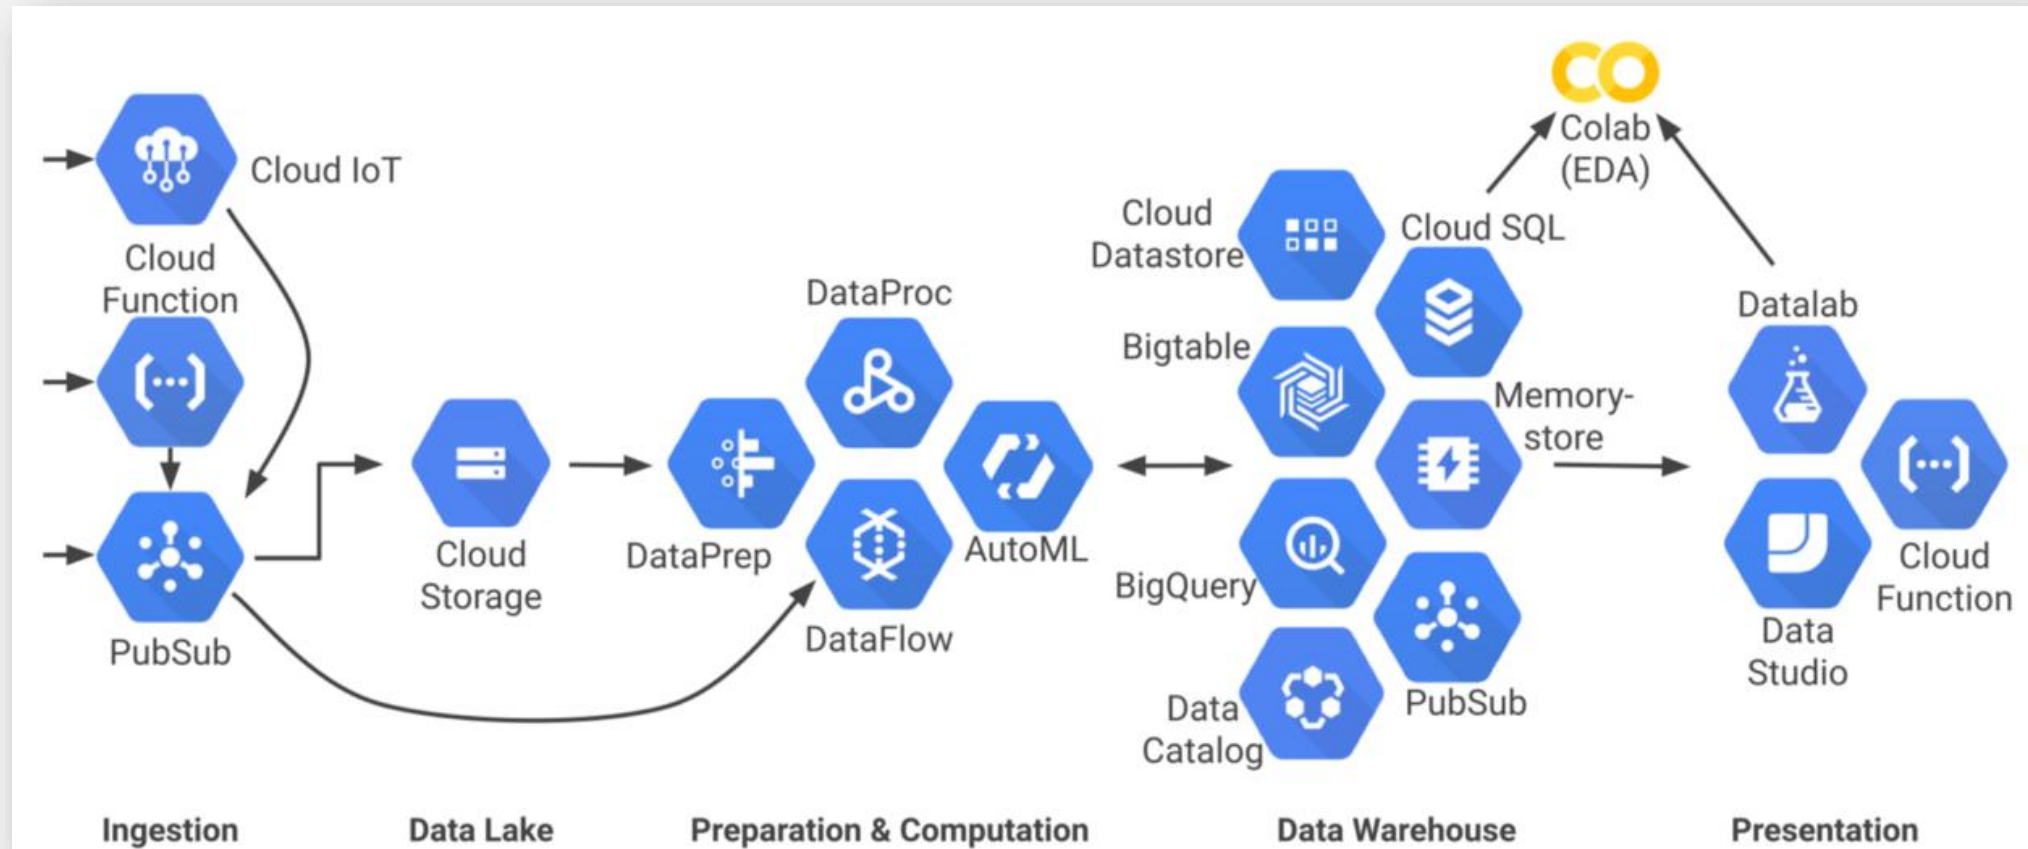 Cloud IoT
Cloud
Function
PubSub
Cloud
Storage
DataProc
DataPrep
AutoML
DataFlow
Colab
(EDA)
Cloud
Datastore
Cloud SQL
Bigtable
Memory-
store
BigQuery
PubSub
Data
Catalog
Datalab
Cloud
Function
Data
Studio
Ingestion
Data Lake
Preparation & Computation
Data Warehouse
Presentation